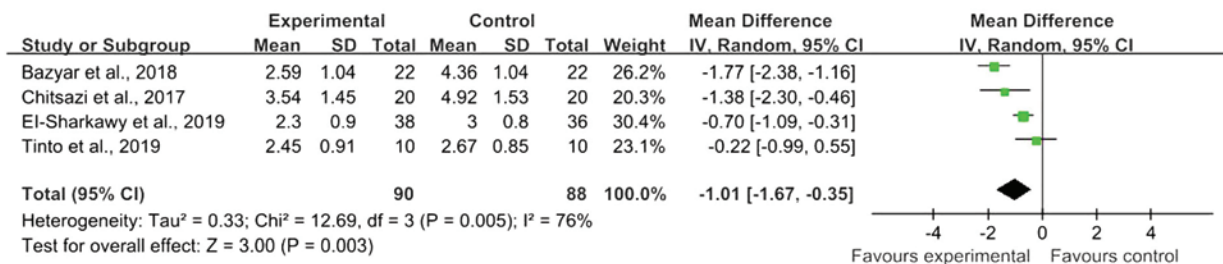 Experimental Control Mean Difference Mean Difference
Study or Subgroup Mean SD Total Mean SD Total Weight IV, Random, 95% CI IV, Random, 95% CI
Bazyar et al., 2018 2.59 1.04 22 4.36 1.04 22 26.2% -1.77 [-2.38, -1.16]
Chitsazi et al., 2017 3.54 1.45 20 4.92 1.53 20 20.3% -1.38 [-2.30, -0.46]
El-Sharkawy et al., 2019 2.3 0.9 38 3 0.8 36 30.4% -0.70 [-1.09, -0.31]
Tinto et al., 2019 2.45 0.91 10 2.67 0.85 10 23.1% -0.22 [-0.99, 0.55]
Total (95% CI) 90 88 100.0% -1.01 [-1.67, -0.35]
Heterogeneity: Tau² = 0.33; Chi² = 12.69, df = 3 (P = 0.005); I² = 76%
Test for overall effect: Z = 3.00 (P = 0.003)
-4 -2 0 2 4
Favours experimental Favours control